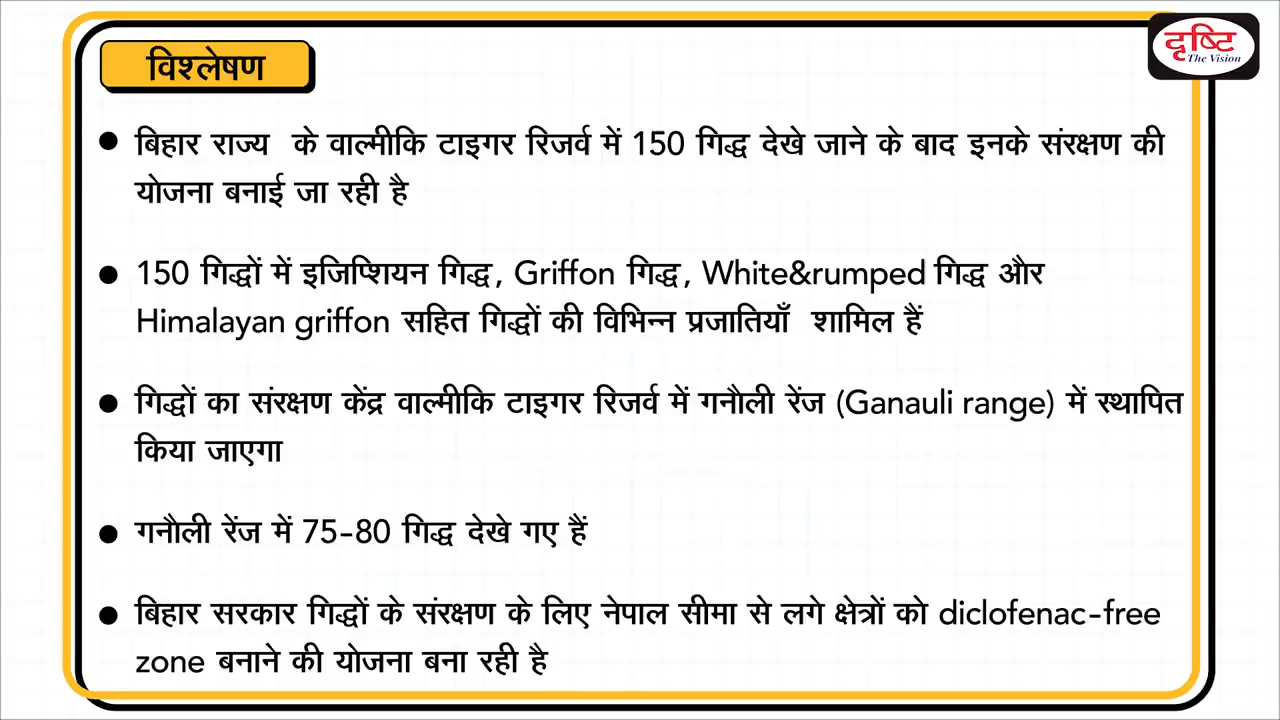 दृष्टि
The Vision
विश्लेषण
● बिहार राज्य के वाल्मीकि टाइगर रिजर्व में 150 गिद्ध देखे जाने के बाद इनके संरक्षण की
योजना बनाई जा रही है
● 150 गिद्धों में इजिप्शियन गिद्ध, Griffon गिद्ध, White&rumped गिद्ध और
Himalayan griffon सहित गिद्धों की विभिन्न प्रजातियाँ शामिल हैं
● गिद्धों का संरक्षण केंद्र वाल्मीकि टाइगर रिजर्व में गनौली रेंज (Ganauli range) में स्थापित
किया जाएगा
● गनौली रेंज में 75-80 गिद्ध देखे गए हैं
● बिहार सरकार गिद्धों के संरक्षण के लिए नेपाल सीमा से लगे क्षेत्रों को diclofenac-free
zone बनाने की योजना बना रही है